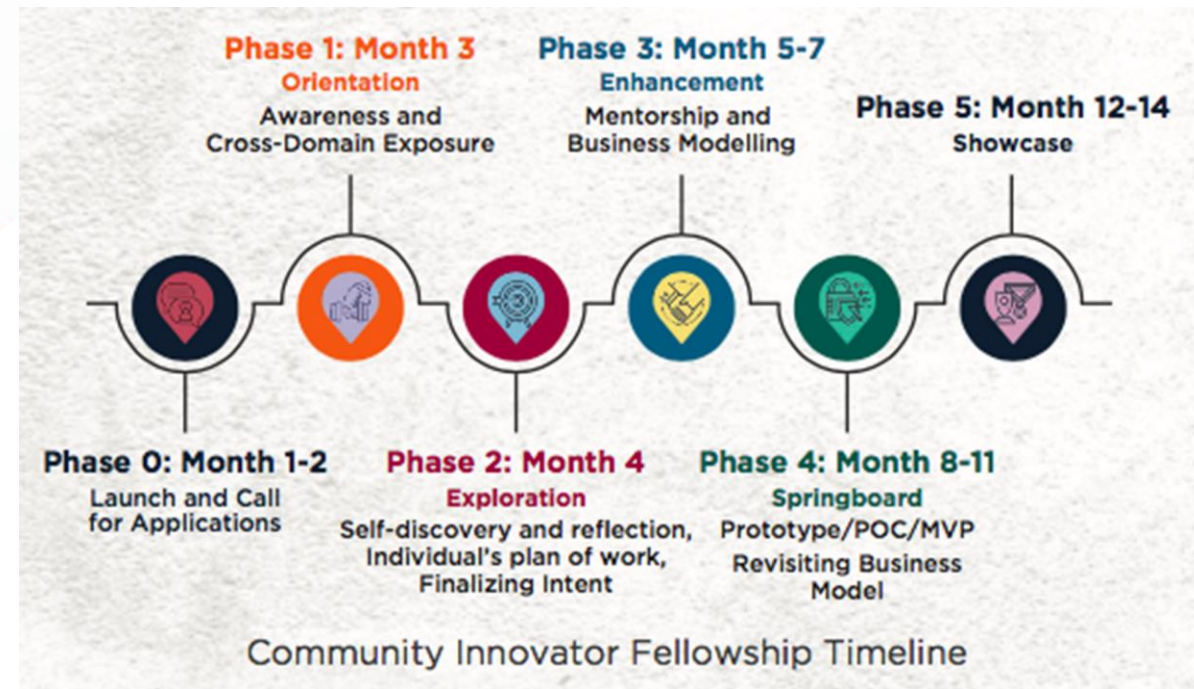 Phase 1: Month 3
Orientation
Awareness and
Cross-Domain Exposure
Phase 3: Month 5-7
Enhancement
Mentorship and
Business Modelling
Phase 5: Month 12-14
Showcase
Phase 0: Month 1-2
Launch and Call
for Applications
Phase 2: Month 4
Exploration
Self-discovery and reflection,
Individual's plan of work,
Finalizing Intent
Phase 4: Month 8-11
Springboard
Prototype/POC/MVP
Revisiting Business
Model
Community Innovator Fellowship Timeline